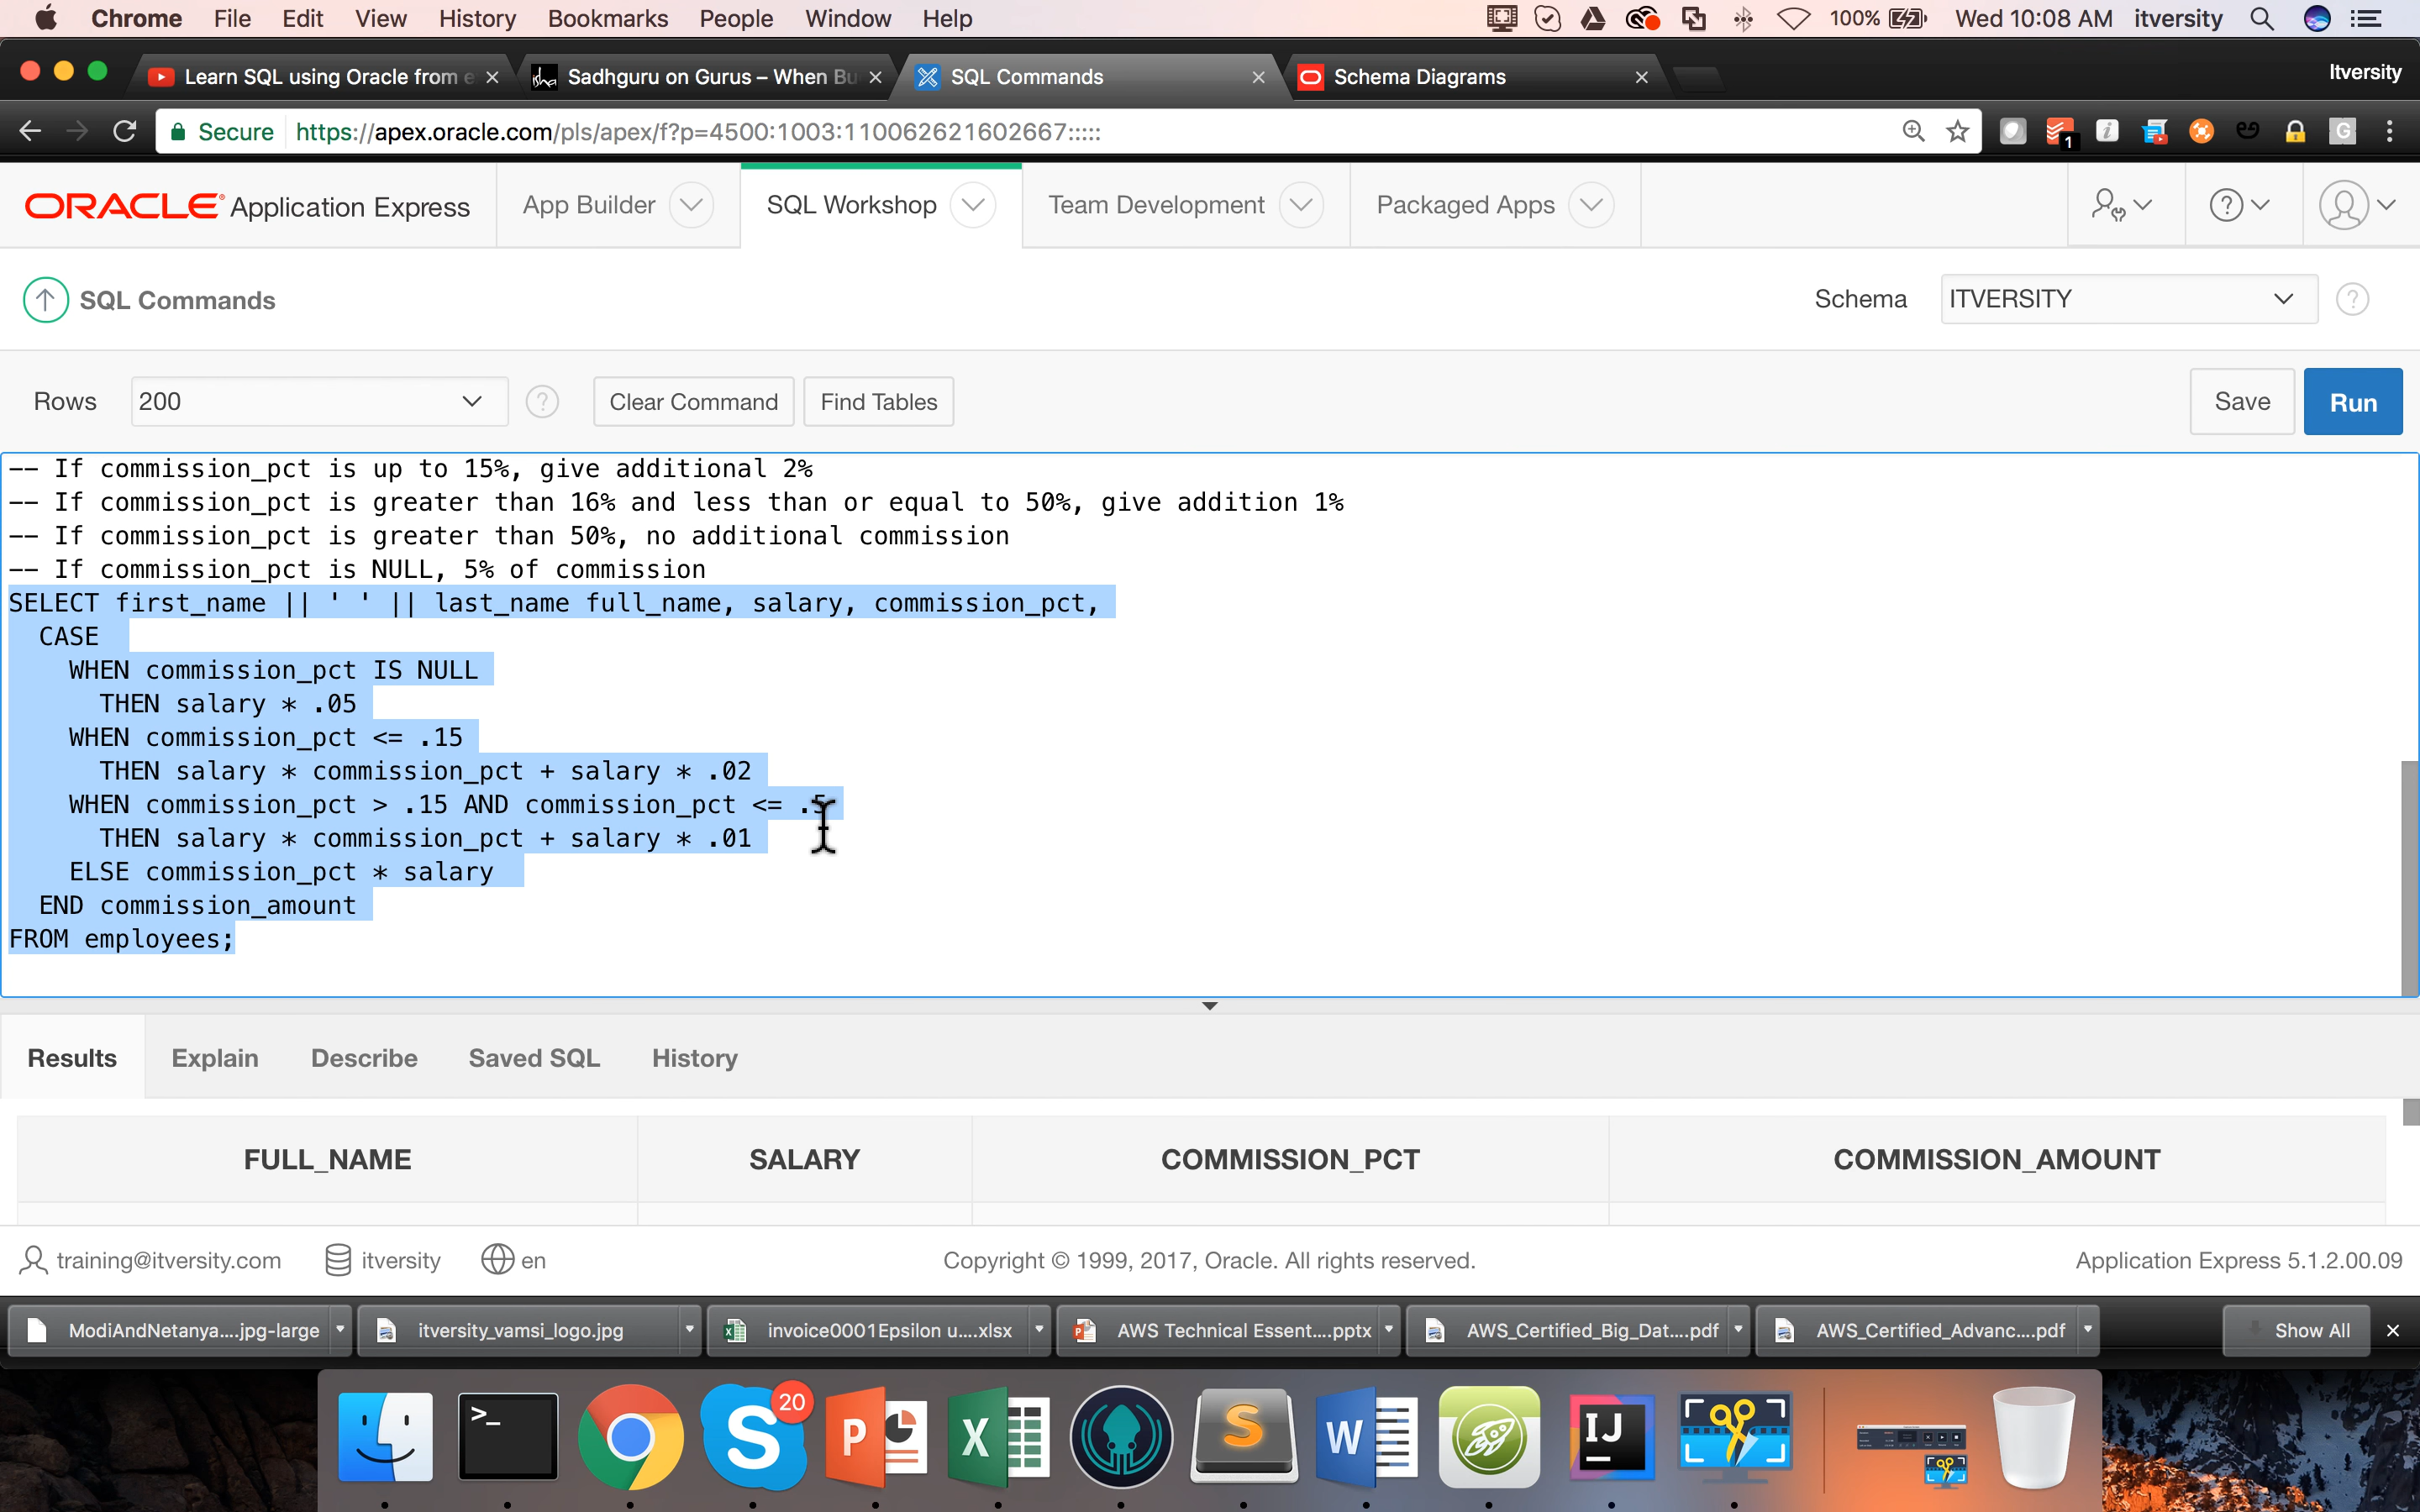 Chrome File Edit View History Bookmarks People Window Help 100% Wed 10:08 AM itversity
Learn SQL using Oracle from e Sadhguru on Gurus – When Bu SQL Commands Schema Diagrams Itversity
Secure https://apex.oracle.com/pls/apex/f?p=4500:1003:110062621602667::::: 1 G
ORACLE Application Express App Builder SQL Workshop Team Development Packaged Apps
SQL Commands Schema ITVERSITY
Rows 200 Clear Command Find Tables Save Run
-- If commission_pct is up to 15%, give additional 2%
-- If commission_pct is greater than 16% and less than or equal to 50%, give addition 1%
-- If commission_pct is greater than 50%, no additional commission
-- If commission_pct is NULL, 5% of commission
SELECT first_name || ' ' || last_name full_name, salary, commission_pct,
CASE
WHEN commission_pct IS NULL
THEN salary * .05
WHEN commission_pct <= .15
THEN salary * commission_pct + salary * .02
WHEN commission_pct > .15 AND commission_pct <= .5
THEN salary * commission_pct + salary * .01
ELSE commission_pct * salary
END commission_amount
FROM employees;
Results Explain Describe Saved SQL History
FULL_NAME SALARY COMMISSION_PCT COMMISSION_AMOUNT
training@itversity.com itversity en Copyright © 1999, 2017, Oracle. All rights reserved. Application Express 5.1.2.00.09
ModiAndNetanya....jpg-large itversity_vamsi_logo.jpg invoice0001Epsilon u....xlsx AWS Technical Essent....pptx AWS_Certified_Big_Dat....pdf AWS_Certified_Advanc....pdf Show All
>_ S 20 P X S W IJ